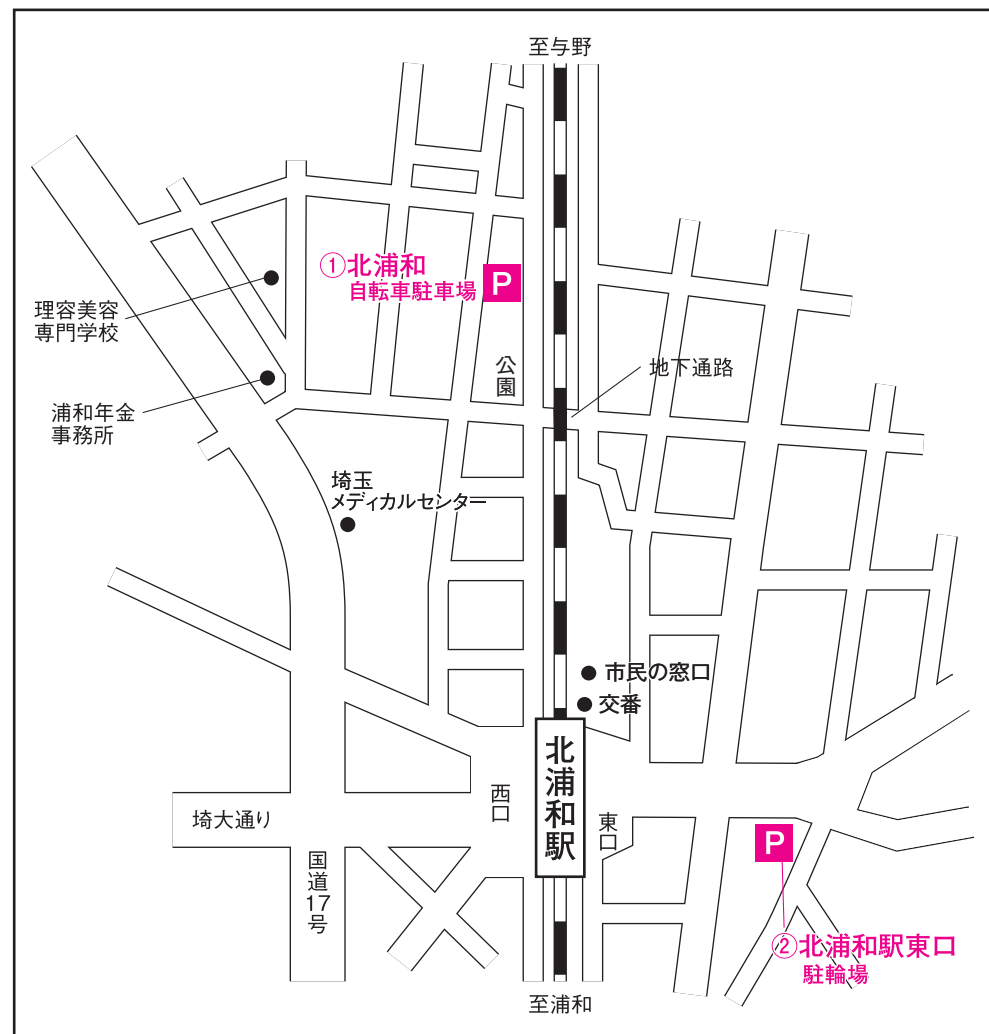 至与野
①北浦和
自転車駐車場
P
理容美容
専門学校
公園
地下通路
浦和年金
事務所
埼玉
メディカルセンター
市民の窓口
交番
北浦和駅
西口
東口
埼大通り
国道17号
P
②北浦和駅東口
駐輪場
至浦和